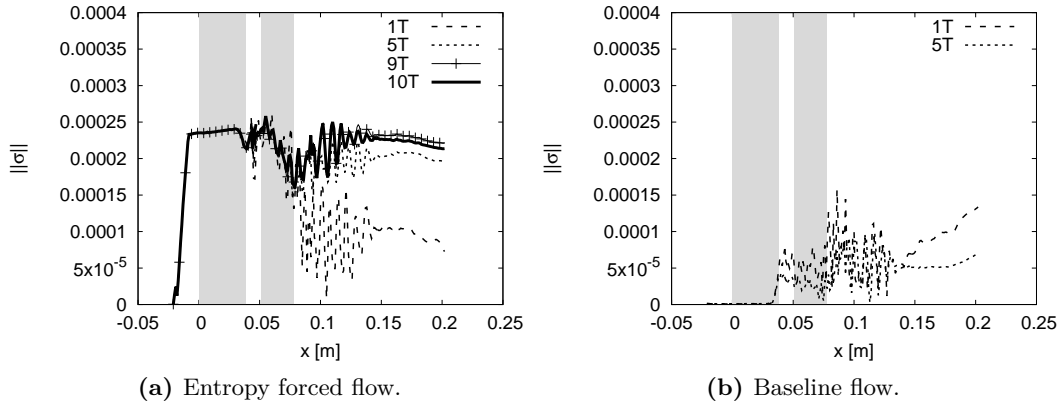 0.0004
0.00035
0.0003
0.00025
0.0002
0.00015
0.0001
5x10⁻⁵
0
||σ||
-0.05 0 0.05 0.1 0.15 0.2 0.25
x [m]
1T
5T
9T
10T
(a) Entropy forced flow.
0.0004
0.00035
0.0003
0.00025
0.0002
0.00015
0.0001
5x10⁻⁵
0
||σ||
-0.05 0 0.05 0.1 0.15 0.2 0.25
x [m]
1T
5T
(b) Baseline flow.